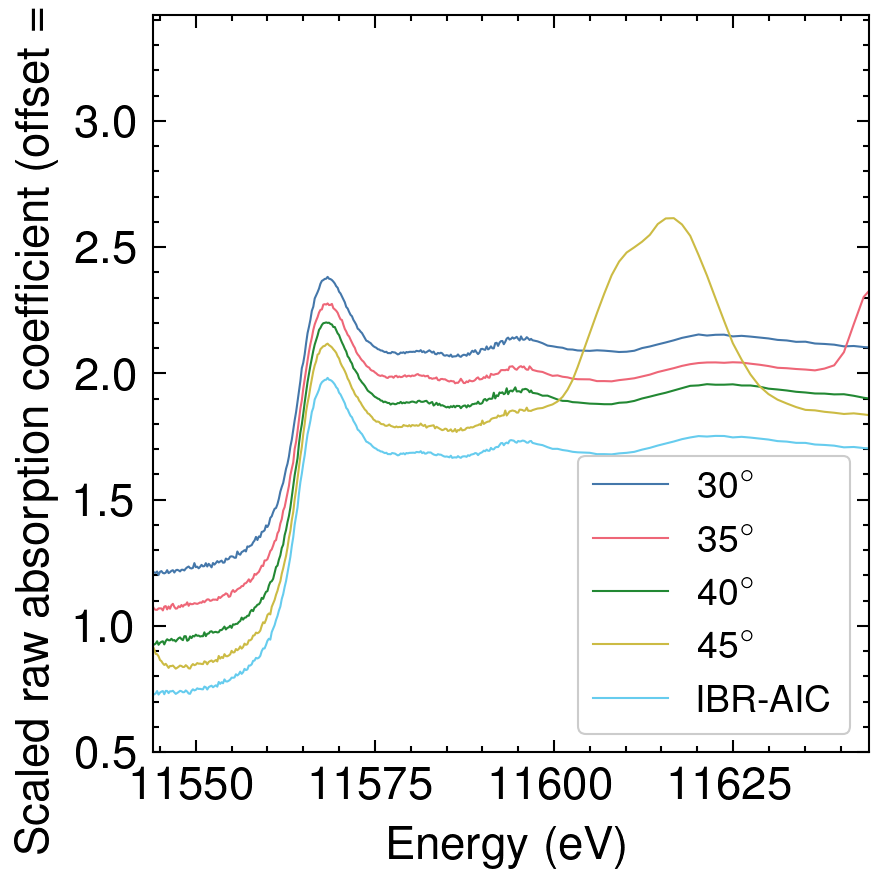 Scaled raw absorption coefficient (offset =
3.0
2.5
2.0
1.5
1.0
0.5
11550 11575 11600 11625
Energy (eV)
30°
35°
40°
45°
IBR-AIC